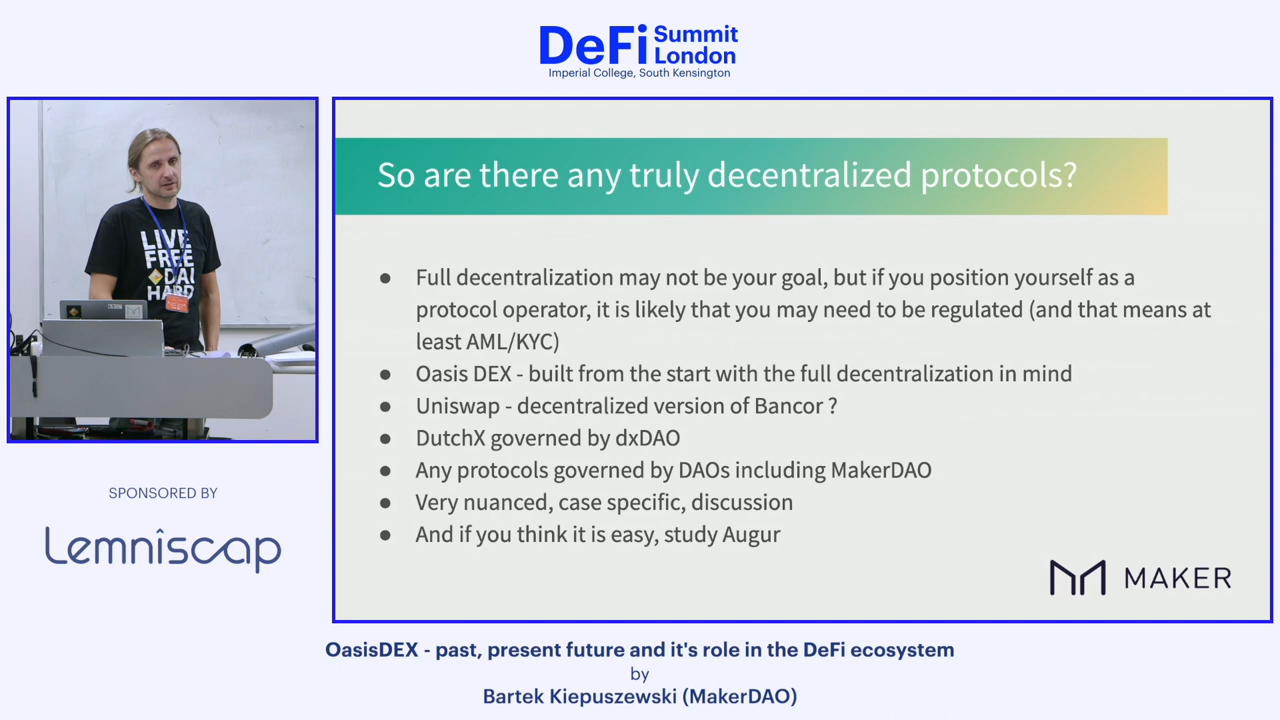 DeFi Summit
London
Imperial College, South Kensington
LIVE
FREE
DAI
HARD
So are there any truly decentralized protocols?
● Full decentralization may not be your goal, but if you position yourself as a
protocol operator, it is likely that you may need to be regulated (and that means at
least AML/KYC)
● Oasis DEX - built from the start with the full decentralization in mind
● Uniswap - decentralized version of Bancor ?
● DutchX governed by dxDAO
● Any protocols governed by DAOs including MakerDAO
● Very nuanced, case specific, discussion
● And if you think it is easy, study Augur
MAKER
SPONSORED BY
Lemniscap
OasisDEX - past, present future and it's role in the DeFi ecosystem
by
Bartek Kiepuszewski (MakerDAO)